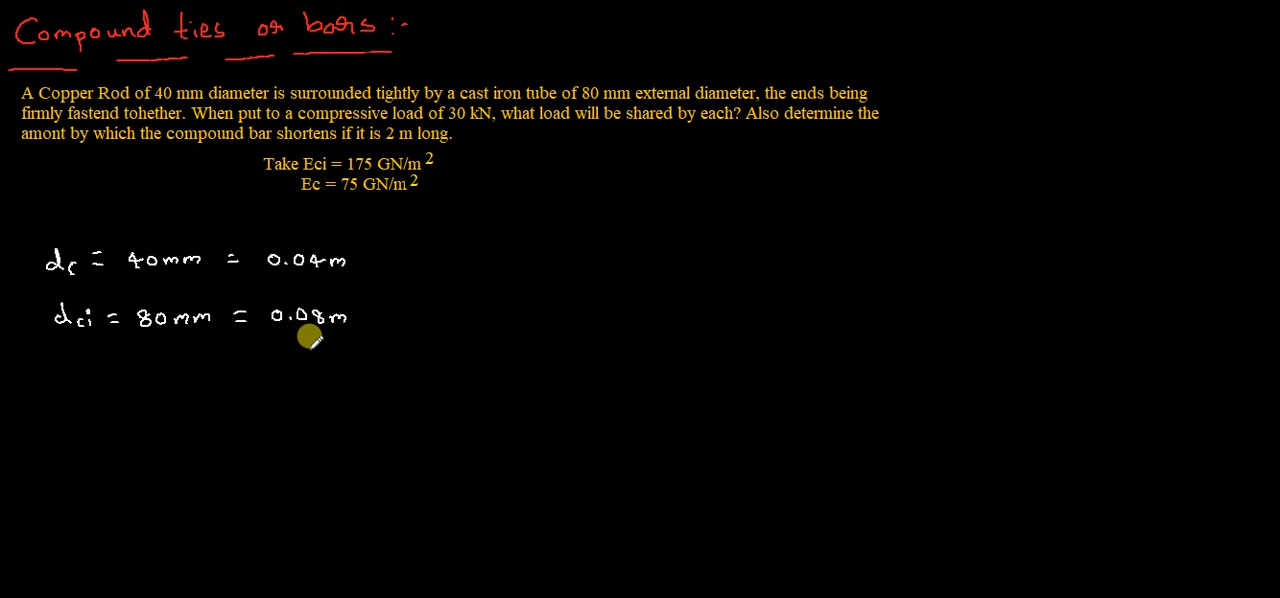 Compound ties or bars :-
A Copper Rod of 40 mm diameter is surrounded tightly by a cast iron tube of 80 mm external diameter, the ends being
firmly fastend tohether. When put to a compressive load of 30 kN, what load will be shared by each? Also determine the
amont by which the compound bar shortens if it is 2 m long.
Take Eci = 175 GN/m 2
Ec = 75 GN/m 2
dc = 40mm = 0.04m
dci = 80mm = 0.08m